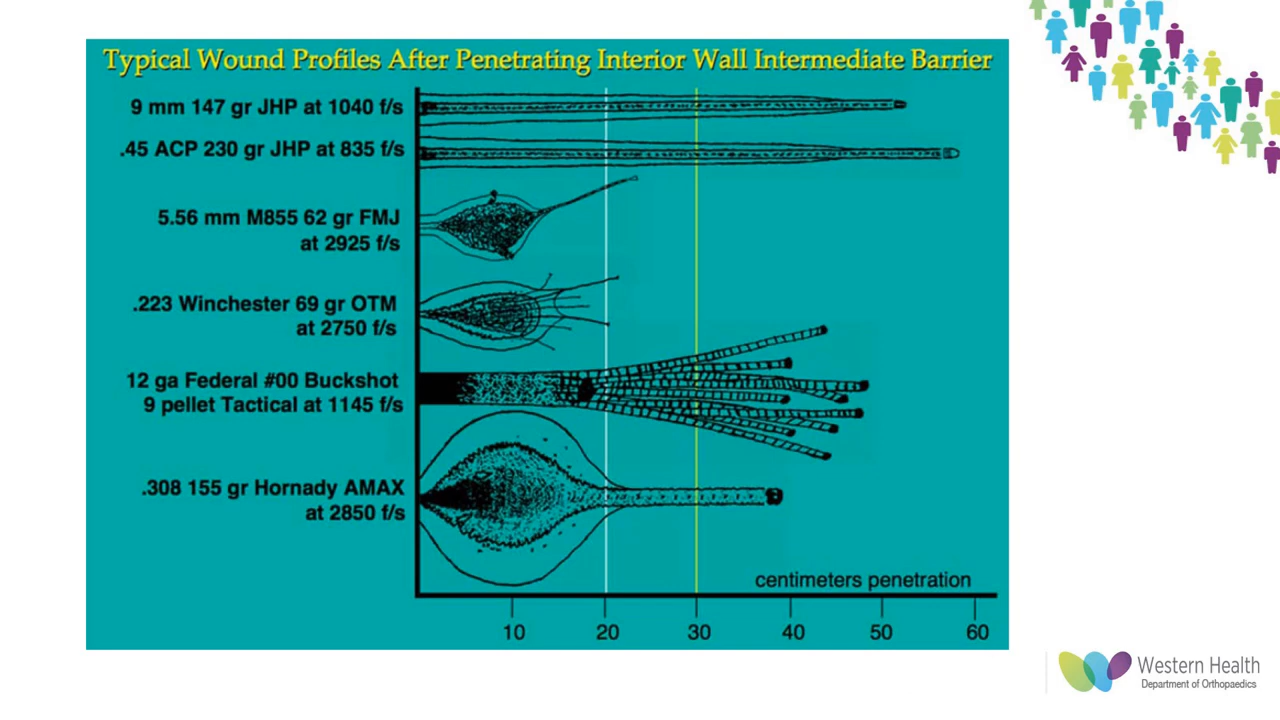 Typical Wound Profiles After Penetrating Interior Wall Intermediate Barrier
9 mm 147 gr JHP at 1040 f/s
.45 ACP 230 gr JHP at 835 f/s
5.56 mm M855 62 gr FMJ
at 2925 f/s
.223 Winchester 69 gr OTM
at 2750 f/s
12 ga Federal #00 Buckshot
9 pellet Tactical at 1145 f/s
.308 155 gr Hornady AMAX
at 2850 f/s
centimeters penetration
10 20 30 40 50 60
Western Health
Department of Orthopaedics